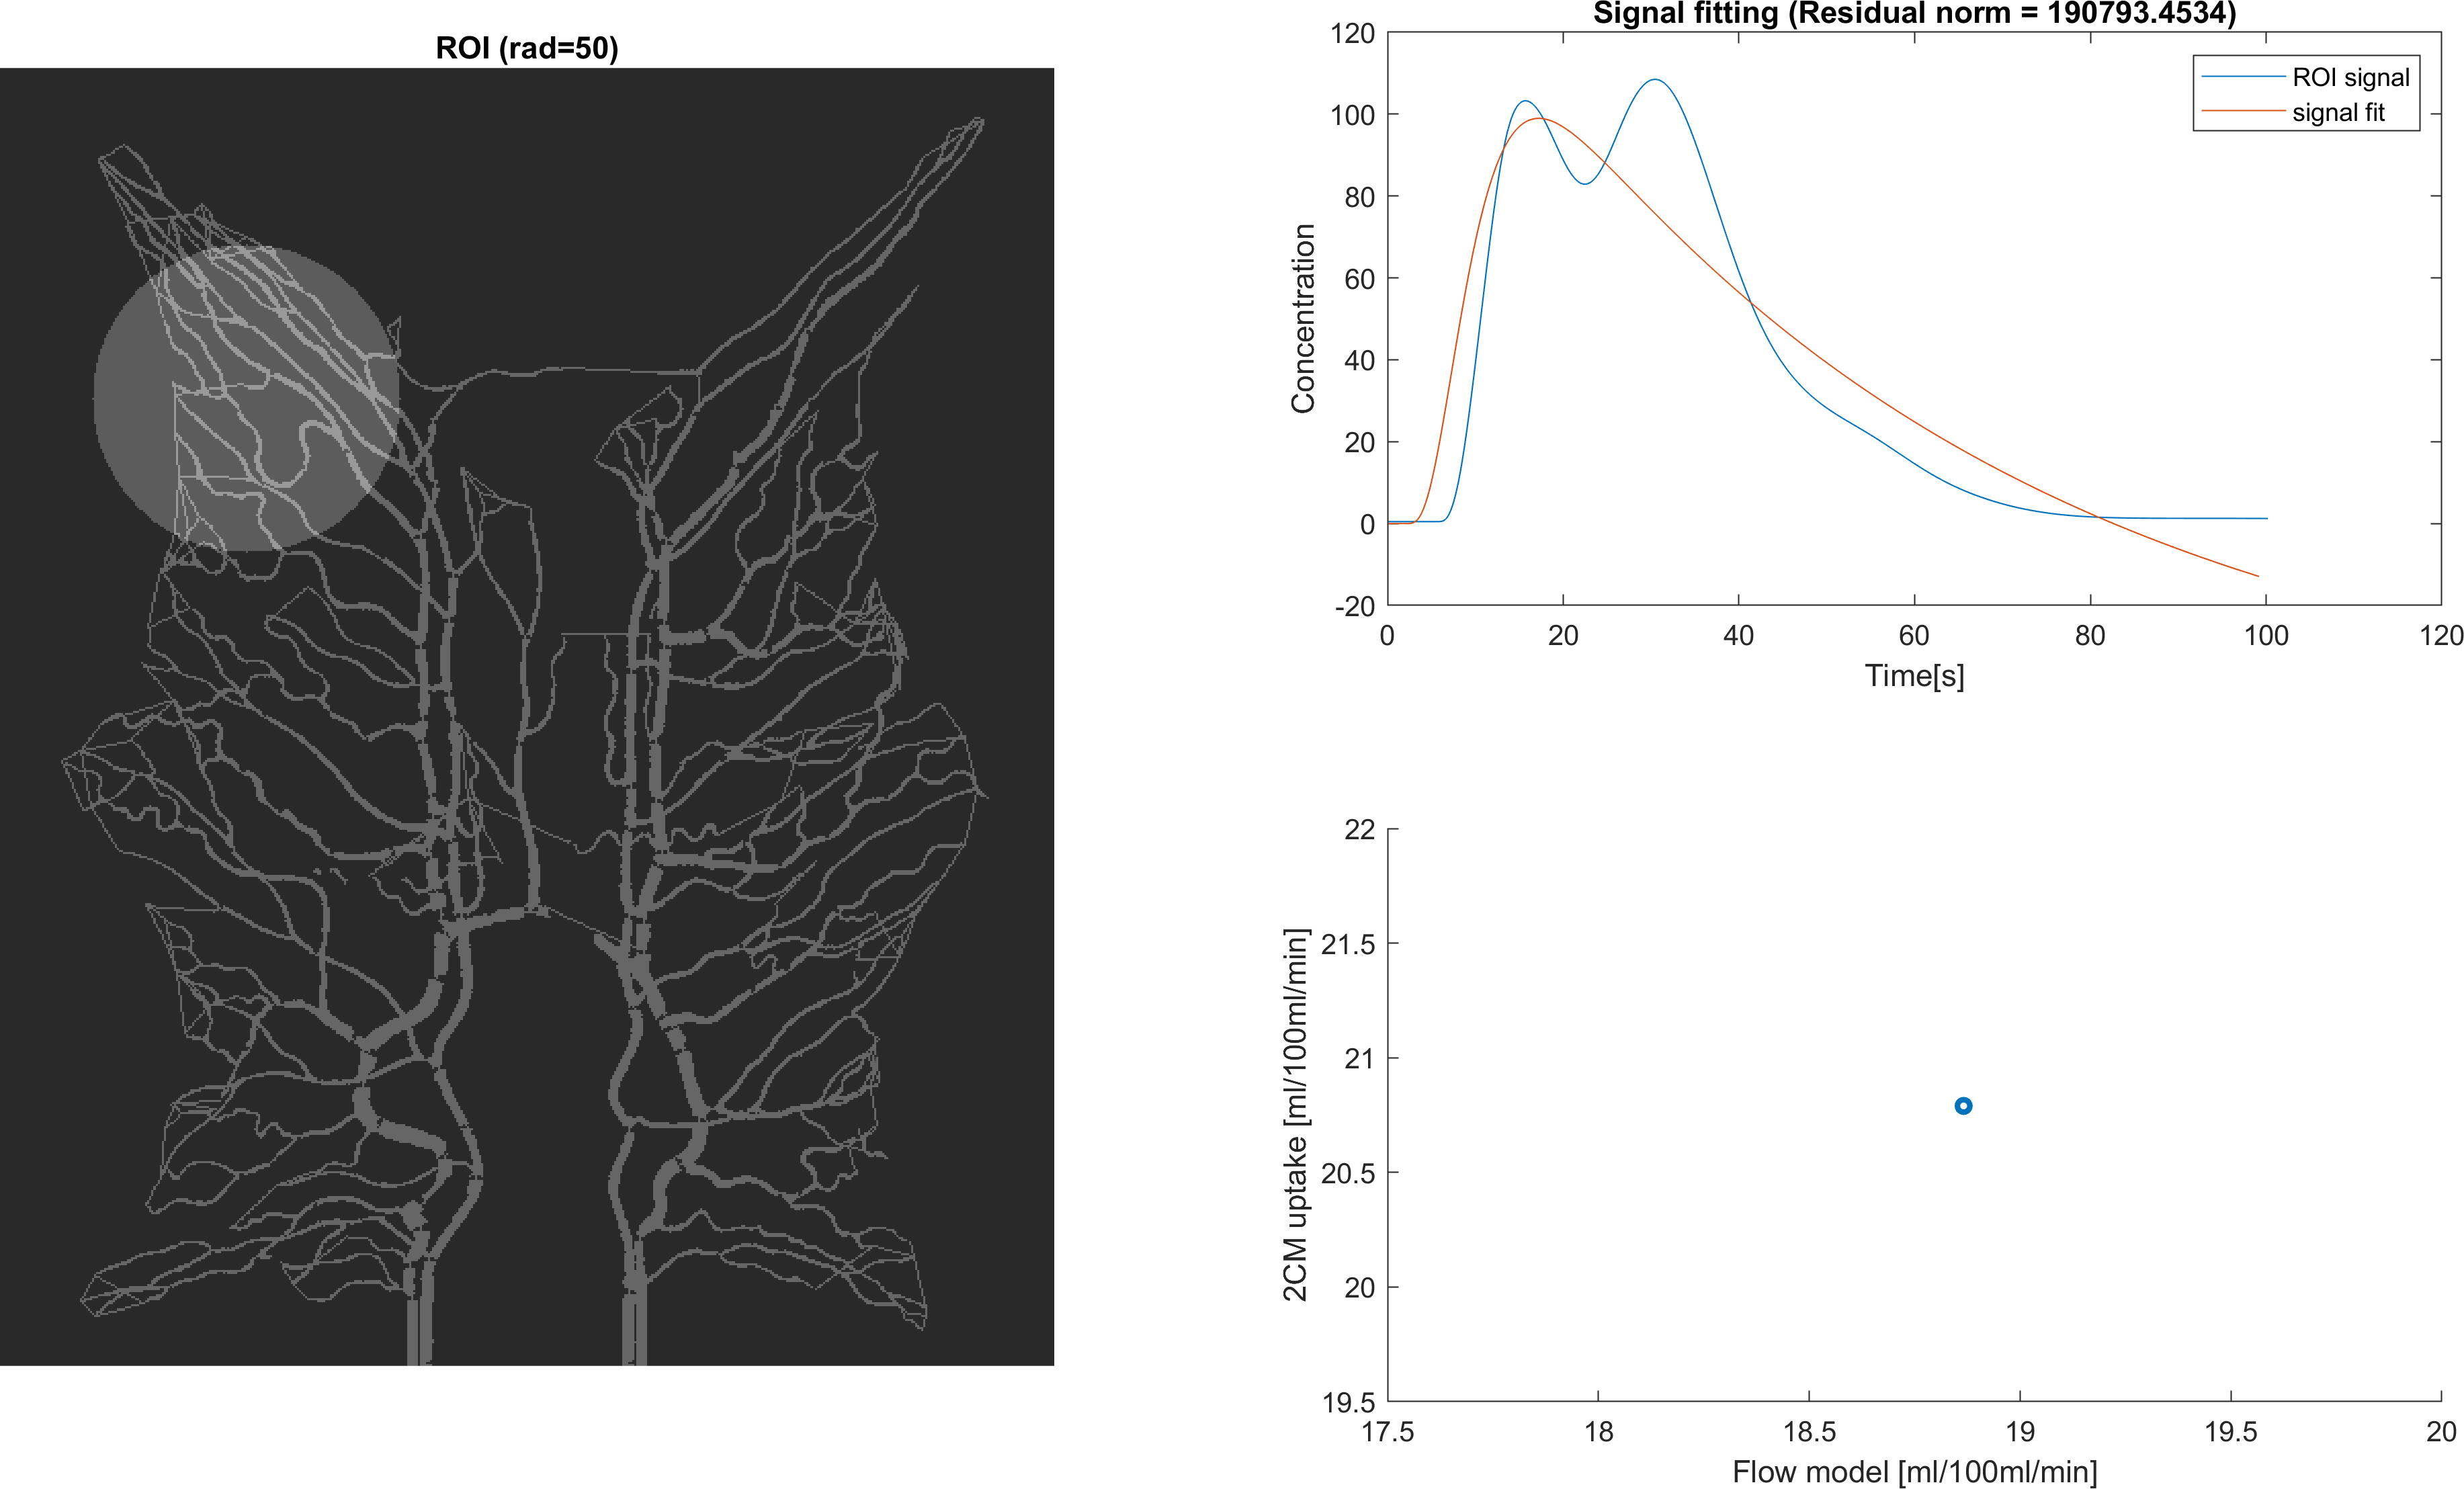 ROI (rad=50)
Signal fitting (Residual norm = 190793.4534)
120
100
80
60
40
20
0
-20
Concentration
ROI signal
signal fit
0 20 40 60 80 100 120
Time[s]
22
21.5
21
20.5
20
19.5
2CM uptake [ml/100ml/min]
17.5 18 18.5 19 19.5 20
Flow model [ml/100ml/min]